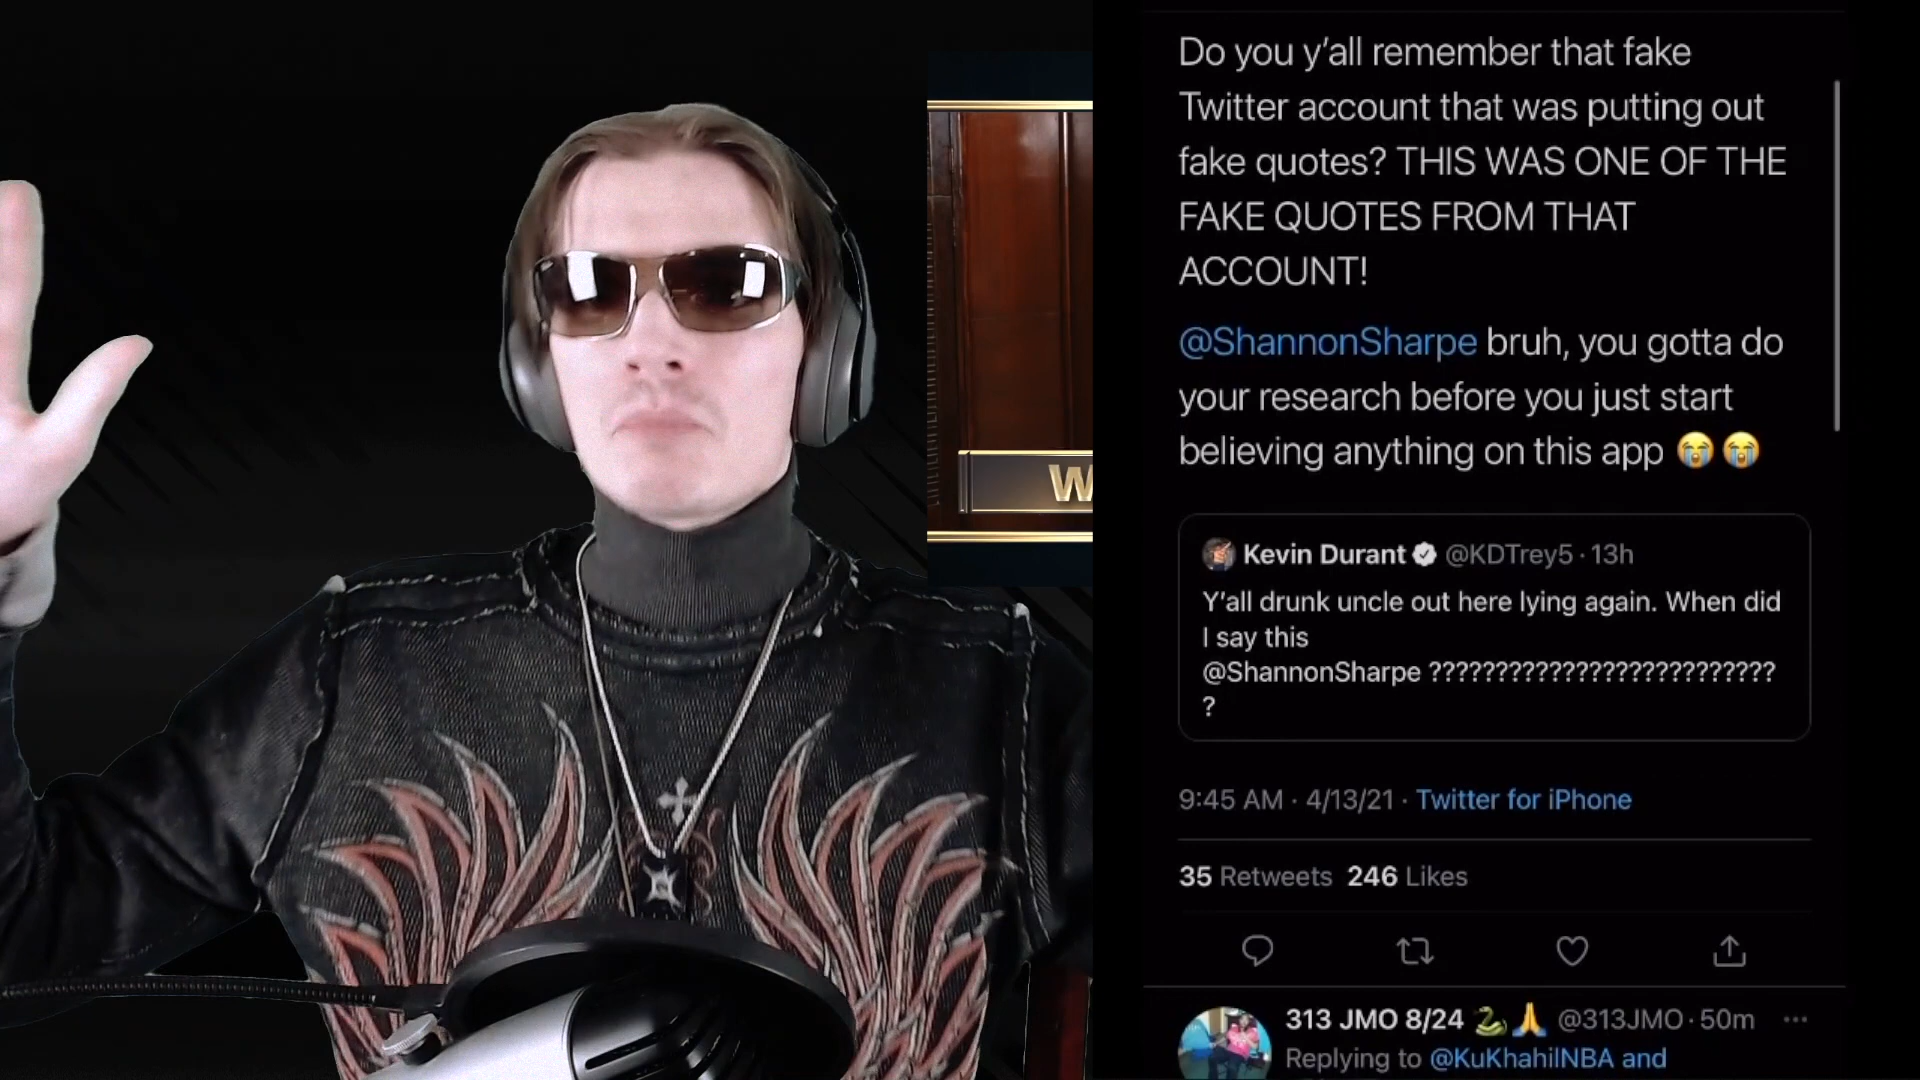 W
Do you y’all remember that fake
Twitter account that was putting out
fake quotes? THIS WAS ONE OF THE
FAKE QUOTES FROM THAT
ACCOUNT!
@ShannonSharpe bruh, you gotta do
your research before you just start
believing anything on this app 😭😭
Kevin Durant @KDTrey5 · 13h
Y’all drunk uncle out here lying again. When did
I say this
@ShannonSharpe ??????????????????????????
?
9:45 AM · 4/13/21 · Twitter for iPhone
35 Retweets 246 Likes
313 JMO 8/24 🐍🙏 @313JMO · 50m ···
Replying to @KuKhahilNBA and